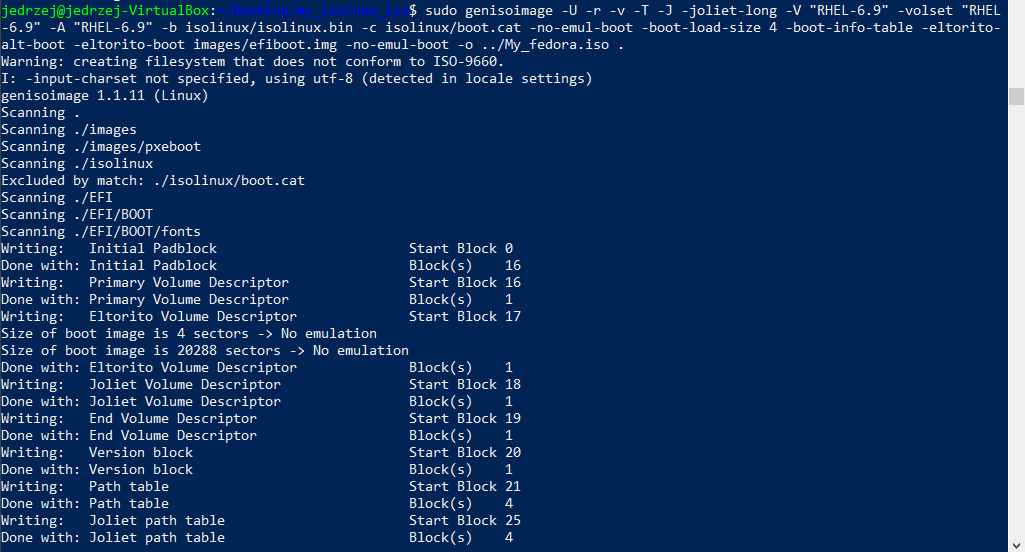 jedrzej@jedrzej-VirtualBox:~/Desktop/my_iso/new_iso$ sudo genisoimage -U -r -v -T -J -joliet-long -V "RHEL-6.9" -volset "RHEL
-6.9" -A "RHEL-6.9" -b isolinux/isolinux.bin -c isolinux/boot.cat -no-emul-boot -boot-load-size 4 -boot-info-table -eltorito-
alt-boot -eltorito-boot images/efiboot.img -no-emul-boot -o ../My_fedora.iso .
Warning: creating filesystem that does not conform to ISO-9660.
I: -input-charset not specified, using utf-8 (detected in locale settings)
genisoimage 1.1.11 (Linux)
Scanning .
Scanning ./images
Scanning ./images/pxeboot
Scanning ./isolinux
Excluded by match: ./isolinux/boot.cat
Scanning ./EFI
Scanning ./EFI/BOOT
Scanning ./EFI/BOOT/fonts
Writing:   Initial Padblock                        Start Block 0
Done with: Initial Padblock                        Block(s)    16
Writing:   Primary Volume Descriptor               Start Block 16
Done with: Primary Volume Descriptor               Block(s)    1
Writing:   Eltorito Volume Descriptor              Start Block 17
Size of boot image is 4 sectors -> No emulation
Size of boot image is 20288 sectors -> No emulation
Done with: Eltorito Volume Descriptor              Block(s)    1
Writing:   Joliet Volume Descriptor                Start Block 18
Done with: Joliet Volume Descriptor                Block(s)    1
Writing:   End Volume Descriptor                   Start Block 19
Done with: End Volume Descriptor                   Block(s)    1
Writing:   Version block                           Start Block 20
Done with: Version block                           Block(s)    1
Writing:   Path table                              Start Block 21
Done with: Path table                              Block(s)    4
Writing:   Joliet path table                       Start Block 25
Done with: Joliet path table                       Block(s)    4